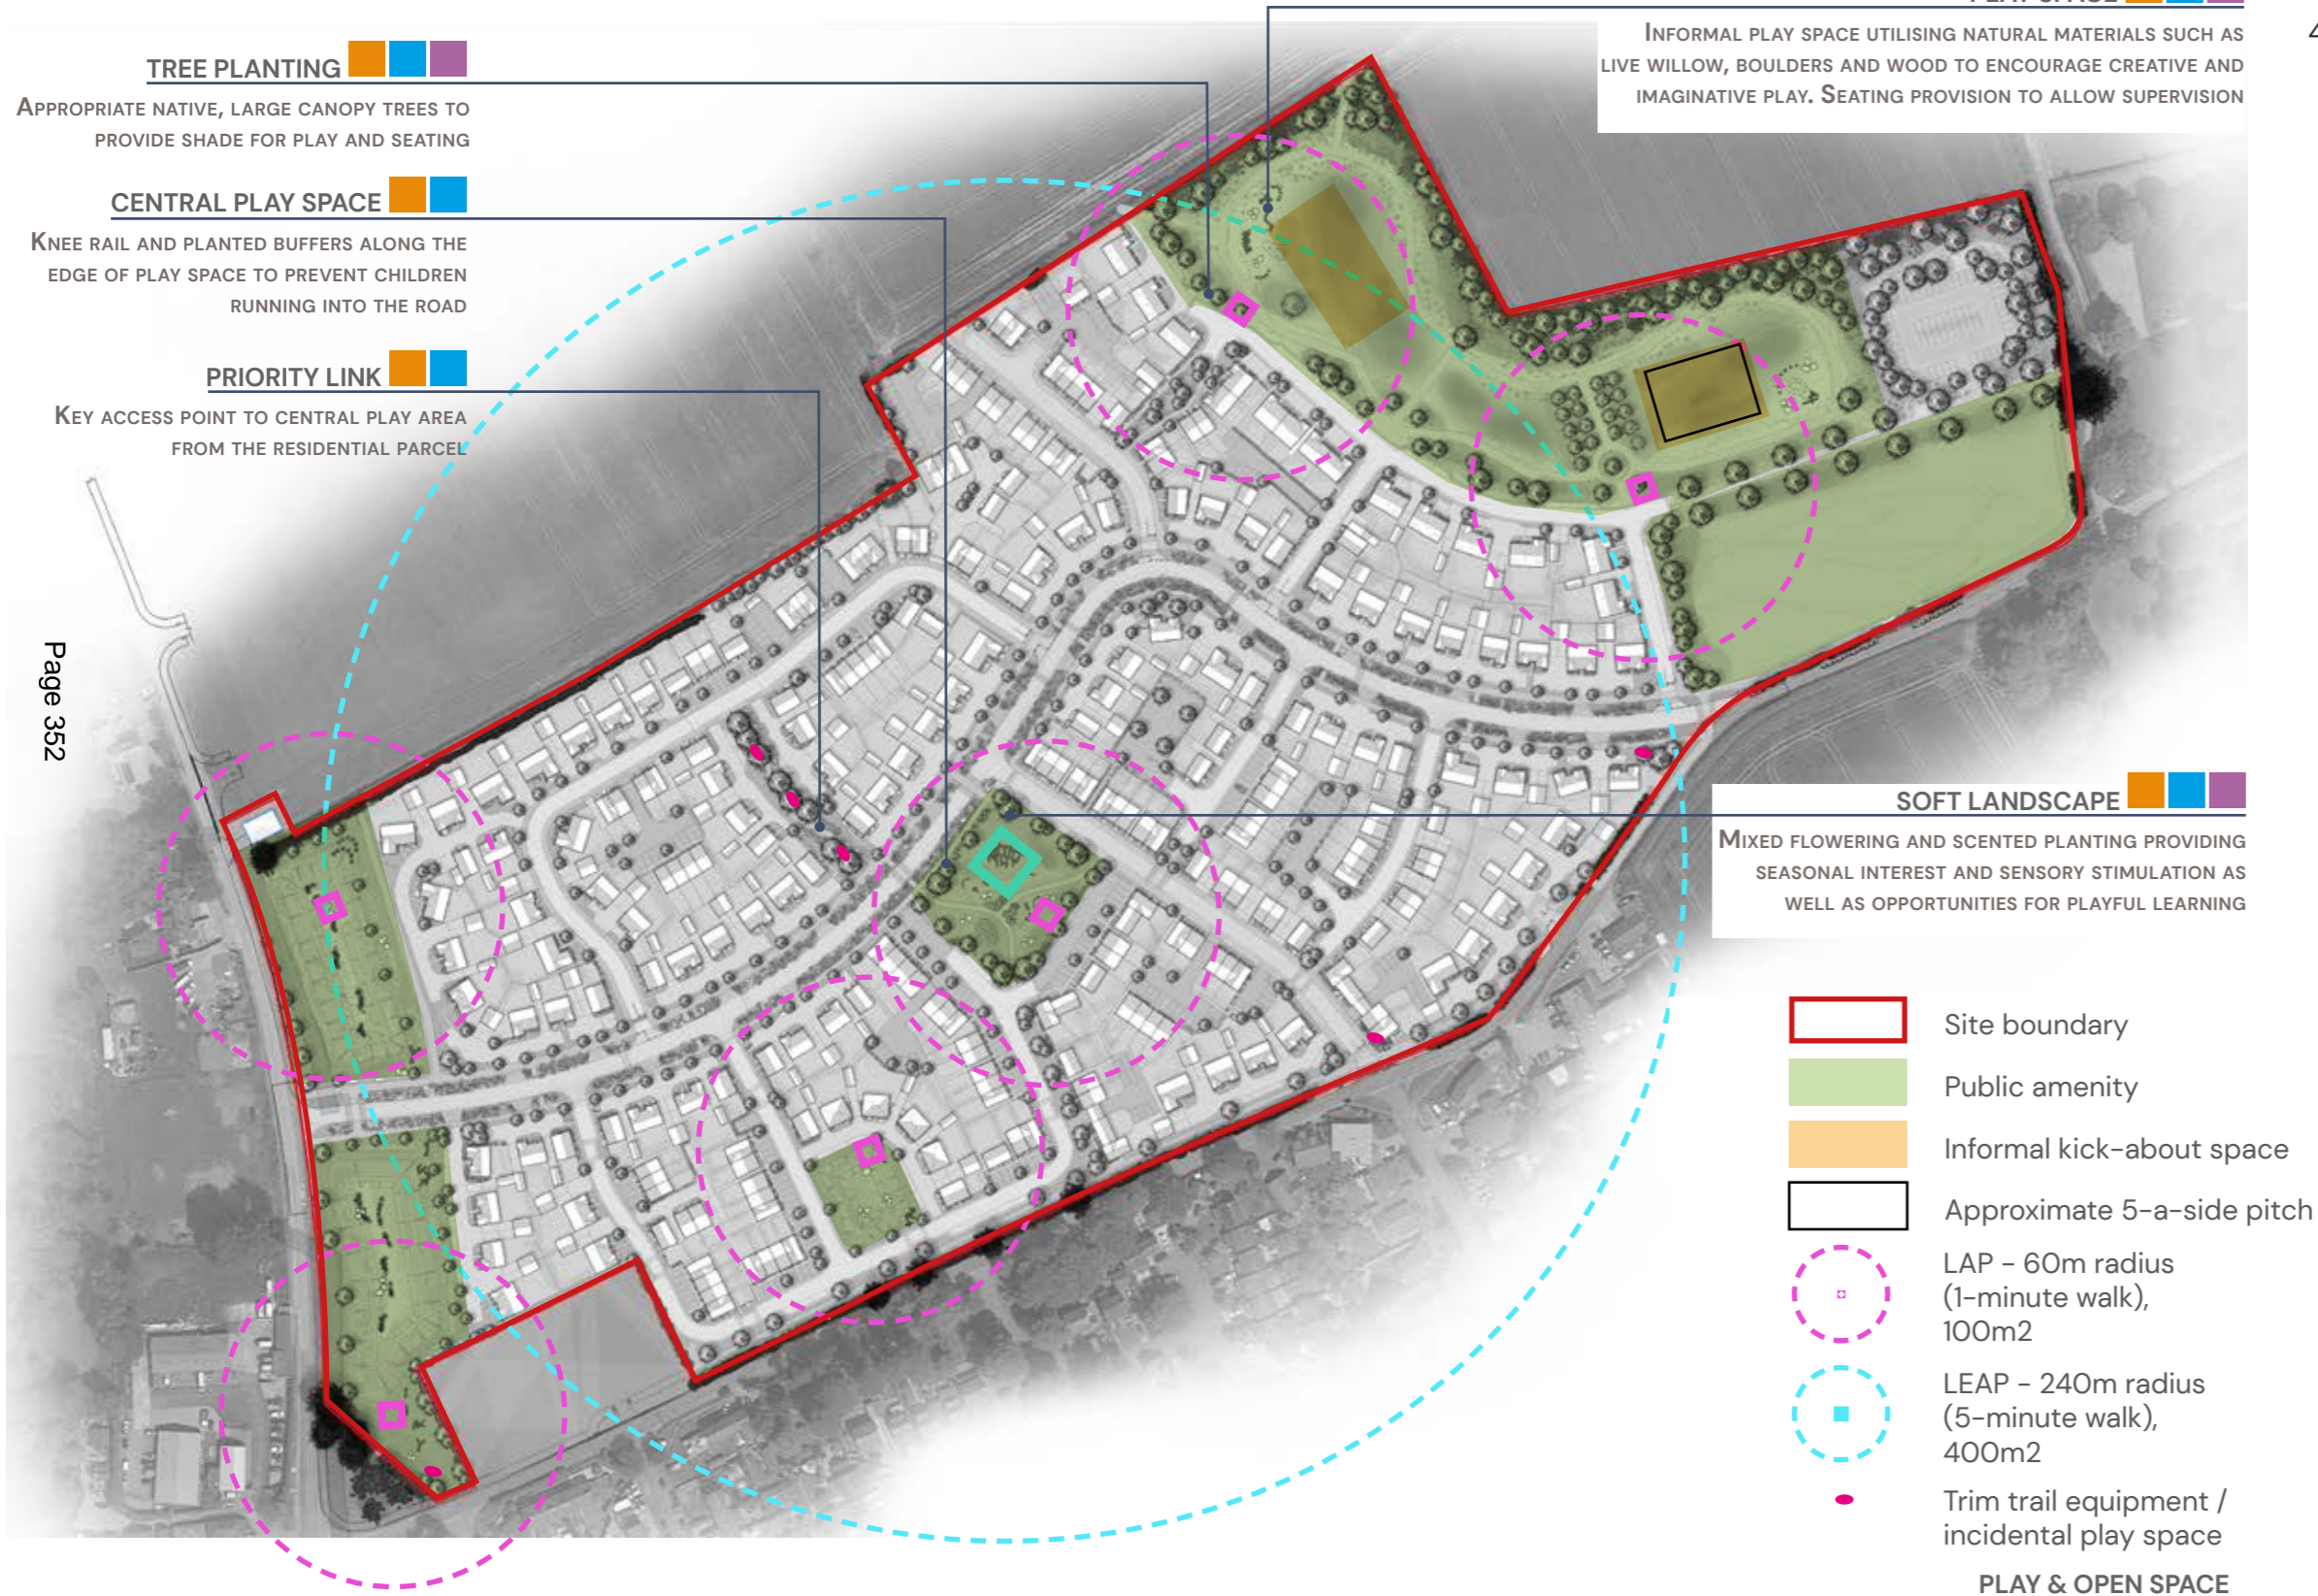 PLAY SPACE
INFORMAL PLAY SPACE UTILISING NATURAL MATERIALS SUCH AS
LIVE WILLOW, BOULDERS AND WOOD TO ENCOURAGE CREATIVE AND
IMAGINATIVE PLAY. SEATING PROVISION TO ALLOW SUPERVISION
TREE PLANTING
APPROPRIATE NATIVE, LARGE CANOPY TREES TO
PROVIDE SHADE FOR PLAY AND SEATING
CENTRAL PLAY SPACE
KNEE RAIL AND PLANTED BUFFERS ALONG THE
EDGE OF PLAY SPACE TO PREVENT CHILDREN
RUNNING INTO THE ROAD
PRIORITY LINK
KEY ACCESS POINT TO CENTRAL PLAY AREA
FROM THE RESIDENTIAL PARCEL
Page 352
SOFT LANDSCAPE
MIXED FLOWERING AND SCENTED PLANTING PROVIDING
SEASONAL INTEREST AND SENSORY STIMULATION AS
WELL AS OPPORTUNITIES FOR PLAYFUL LEARNING
Site boundary
Public amenity
Informal kick-about space
Approximate 5-a-side pitch
LAP - 60m radius
(1-minute walk),
100m2
LEAP - 240m radius
(5-minute walk),
400m2
Trim trail equipment /
incidental play space
PLAY & OPEN SPACE